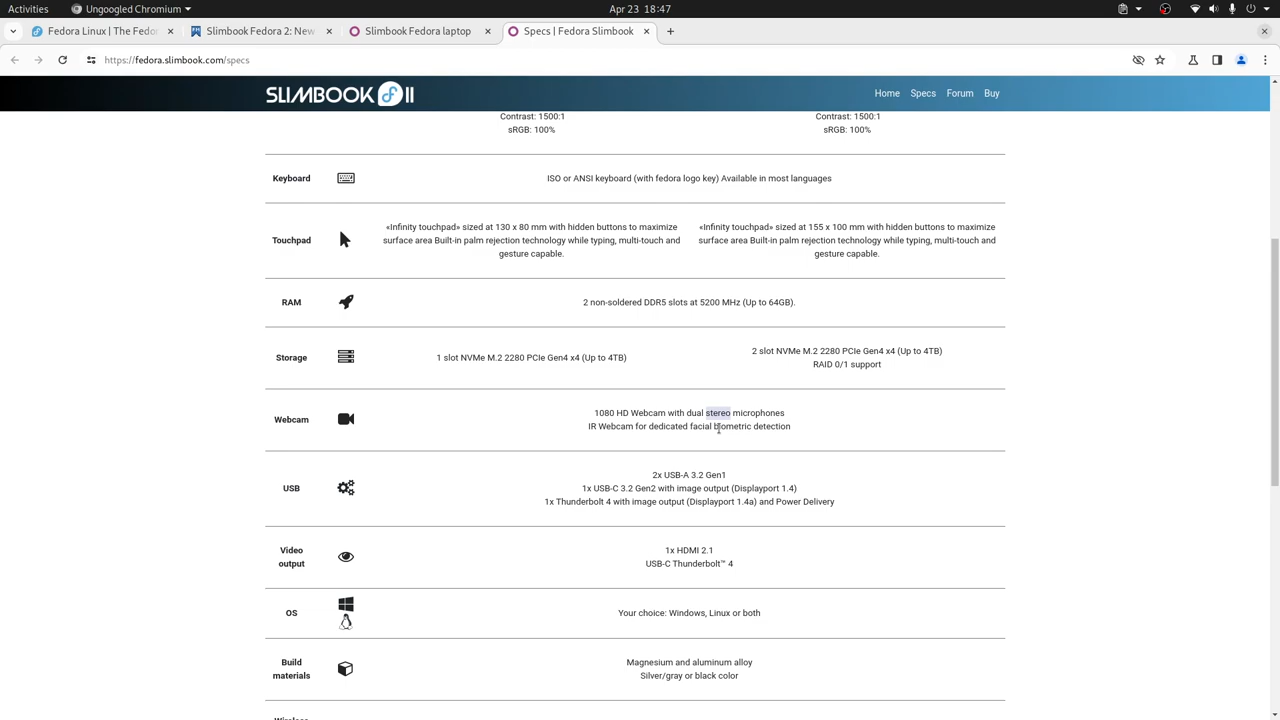 Activities
Ungoogled Chromium
Apr 23 18:47
Fedora Linux | The Fedo
Slimbook Fedora 2: New
Slimbook Fedora laptop
Specs | Fedora Slimbook
https://fedora.slimbook.com/specs
SLIMBOOK II
Home Specs Forum Buy
Contrast: 1500:1
sRGB: 100%
Contrast: 1500:1
sRGB: 100%
Keyboard
ISO or ANSI keyboard (with fedora logo key) Available in most languages
Touchpad
«Infinity touchpad» sized at 130 x 80 mm with hidden buttons to maximize
surface area Built-in palm rejection technology while typing, multi-touch and
gesture capable.
«Infinity touchpad» sized at 155 x 100 mm with hidden buttons to maximize
surface area Built-in palm rejection technology while typing, multi-touch and
gesture capable.
RAM
2 non-soldered DDR5 slots at 5200 MHz (Up to 64GB).
Storage
1 slot NVMe M.2 2280 PCIe Gen4 x4 (Up to 4TB)
2 slot NVMe M.2 2280 PCIe Gen4 x4 (Up to 4TB)
RAID 0/1 support
Webcam
1080 HD Webcam with dual stereo microphones
IR Webcam for dedicated facial biometric detection
USB
2x USB-A 3.2 Gen1
1x USB-C 3.2 Gen2 with image output (Displayport 1.4)
1x Thunderbolt 4 with image output (Displayport 1.4a) and Power Delivery
Video
output
1x HDMI 2.1
USB-C Thunderbolt™ 4
OS
Your choice: Windows, Linux or both
Build
materials
Magnesium and aluminum alloy
Silver/gray or black color